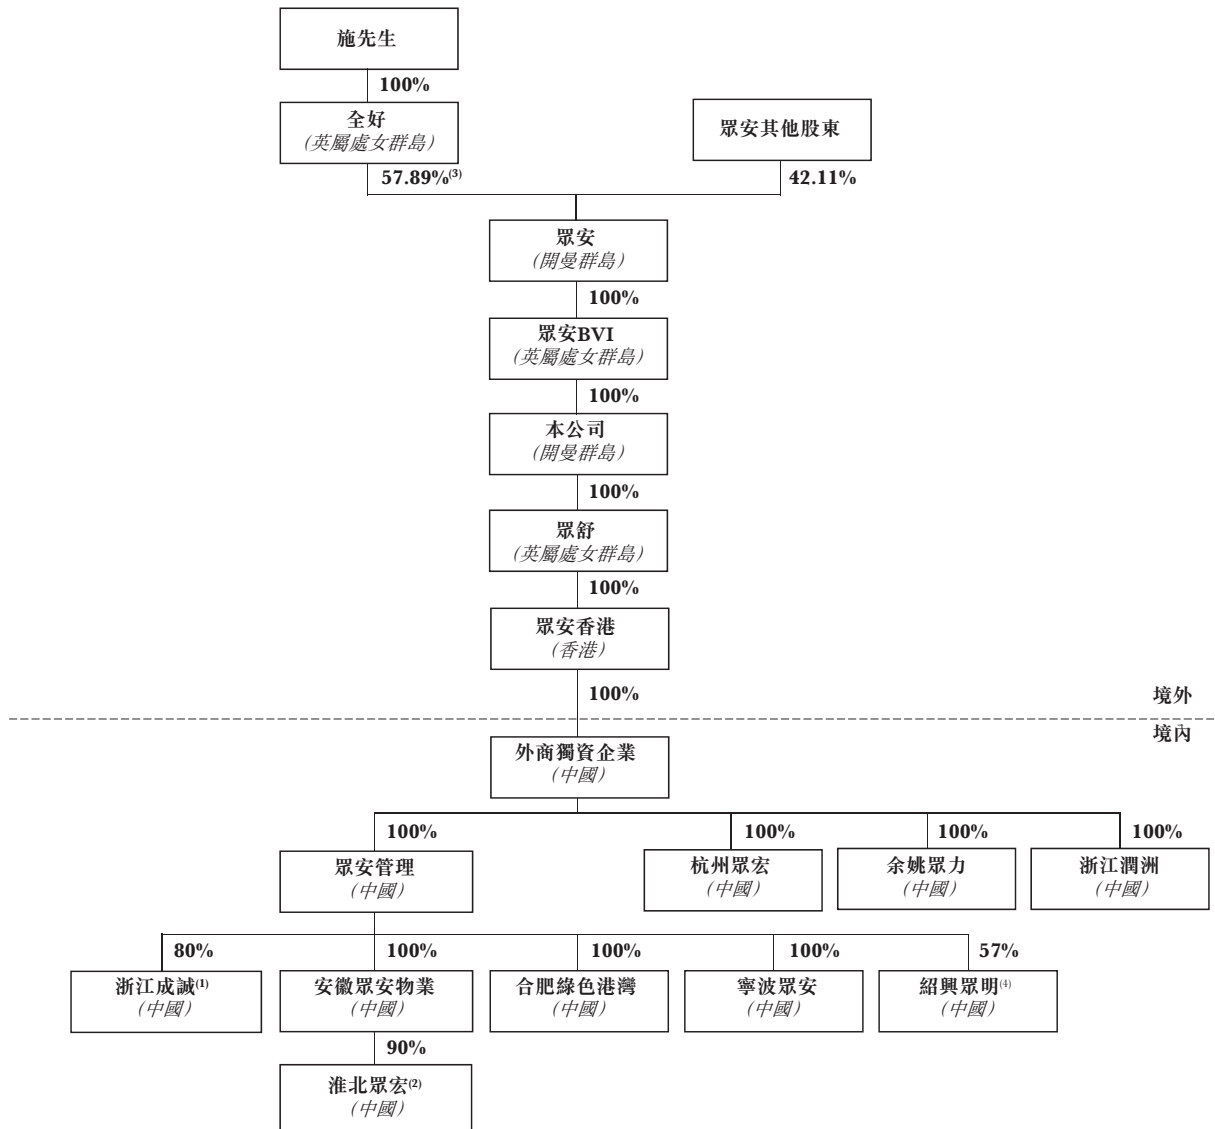 施先生
100%
全好
(英屬處女群島)
眾安其他股東
57.89%(3)
42.11%
眾安
(開曼群島)
100%
眾安BVI
(英屬處女群島)
100%
本公司
(開曼群島)
100%
眾舒
(英屬處女群島)
100%
眾安香港
(香港)
100%
境外
境內
外商獨資企業
(中國)
100%
100%
100%
100%
眾安管理
(中國)
杭州眾宏
(中國)
余姚眾力
(中國)
浙江潤洲
(中國)
80%
100%
100%
100%
57%
浙江成誠(1)
(中國)
安徽眾安物業
(中國)
合肥綠色港灣
(中國)
寧波眾安
(中國)
紹興眾明(4)
(中國)
90%
淮北眾宏(2)
(中國)